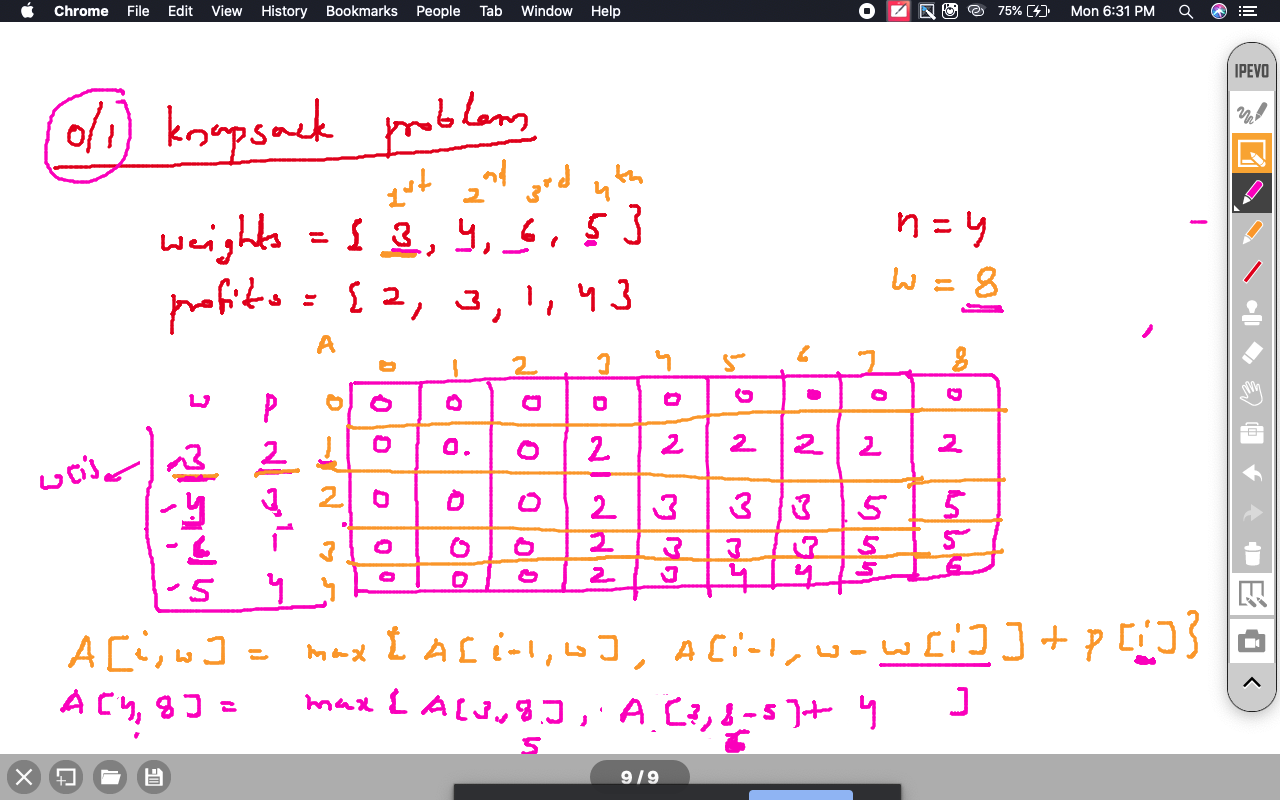 Chrome File Edit View History Bookmarks People Tab Window Help 75% Mon 6:31 PM
IPEVO
0/1 knapsack problem
1st 2nd 3rd 4th
weights = { 3, 4, 6, 5 } n = 4
profits = { 2, 3, 1, 4 } w = 8
A 0 1 2 3 4 5 6 7 8
w p 0 0 0 0 0 0 0 0 0
3 2 1 0 0. 0 2 2 2 2 2 2
w[i]
4 3 2 0 0 0 2 3 3 3 5 5
6 1 3 0 0 0 2 3 3 3 5 5
5 4 4 0 0 0 2 3 4 4 5 6
A[i,w] = max { A[i-1,w], A[i-1, w-w[i]] + p[i]}
A[4,8] = max { A[3,8], A[3,8-5]+ 4 ]
5 6
9/9